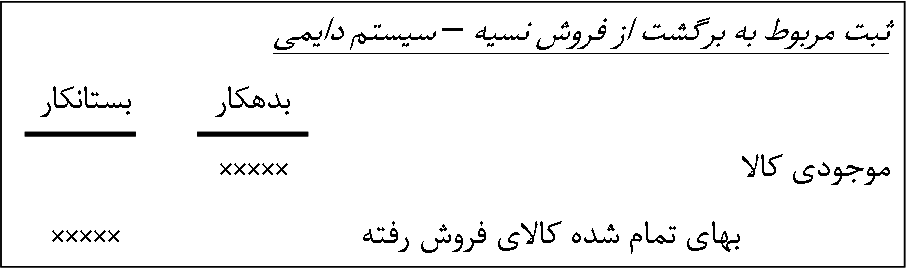 ثبت مربوط به برگشت از فروش نسیه – سیستم دایمی
بدهکار بستانکار
موجودی کالا ×××××
بهای تمام شده کالای فروش رفته ×××××